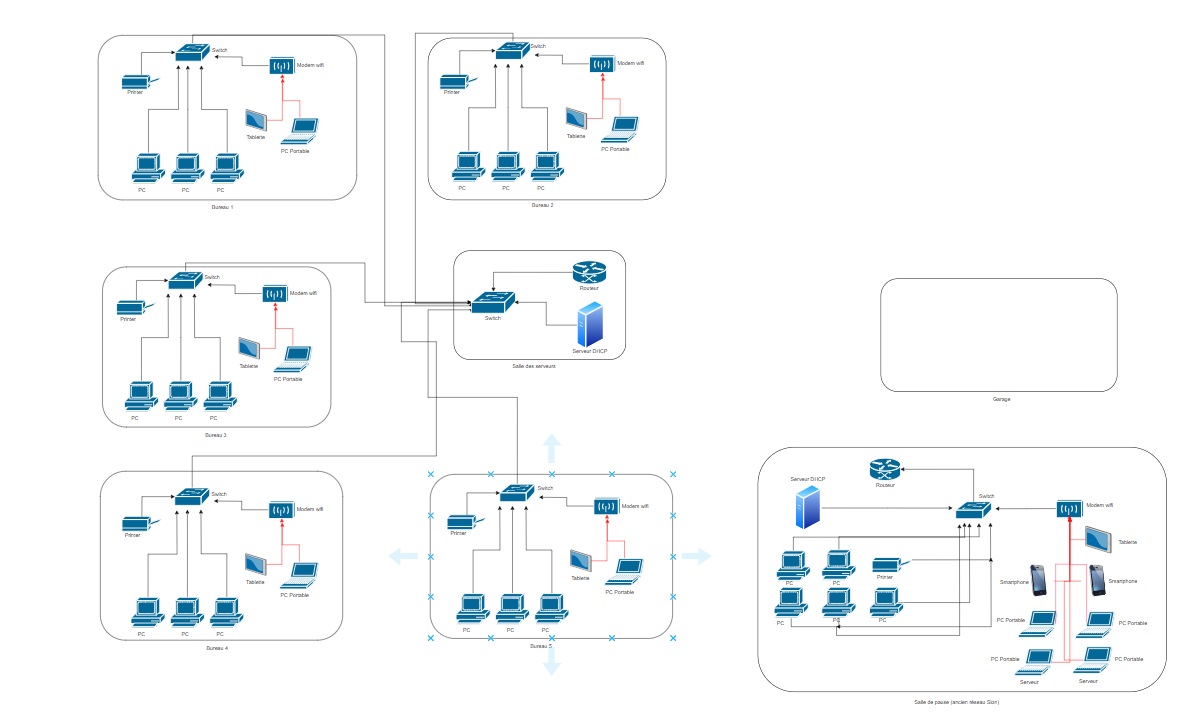 Switch
Modem wifi
Printer
Tablette
PC Portable
PC
PC
PC
Bureau 1
Switch
Modem wifi
Printer
Tablette
PC Portable
PC
PC
PC
Bureau 2
Switch
Modem wifi
Printer
Tablette
PC Portable
PC
PC
PC
Bureau 3
Routeur
Switch
Serveur DHCP
Salle des serveurs
Garage
Switch
Modem wifi
Printer
Tablette
PC Portable
PC
PC
PC
Bureau 4
Switch
Modem wifi
Printer
Tablette
PC Portable
PC
PC
PC
Bureau 5
Serveur DHCP
Routeur
Switch
Modem wifi
Tablette
Printer
PC
PC
Smartphone
Smartphone
PC
PC
PC
PC Portable
PC Portable
PC Portable
PC Portable
Serveur
Serveur
Salle de pause (ancien réseau Sion)